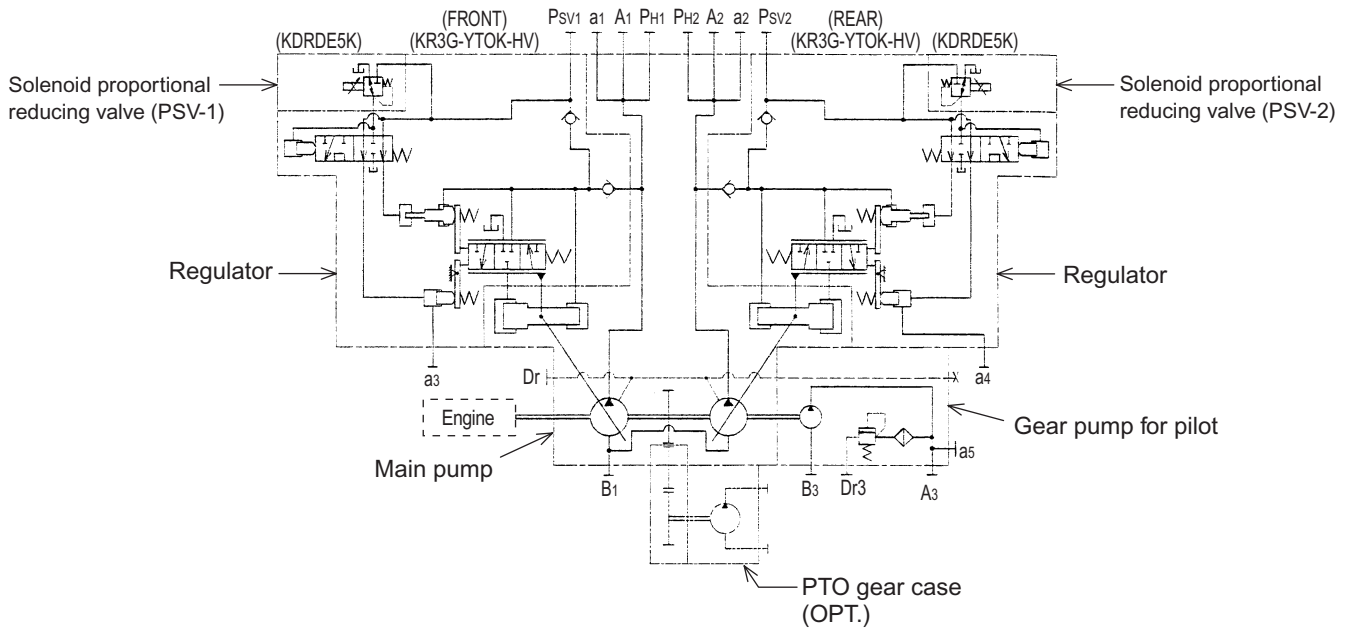 (FRONT) PSV1 a1 A1 PH1 PH2 A2 a2 PSV2 (REAR)
(KDRDE5K) (KR3G-YTOK-HV) (KR3G-YTOK-HV) (KDRDE5K)
Solenoid proportional
reducing valve (PSV-1)
Solenoid proportional
reducing valve (PSV-2)
Regulator
Regulator
a3
Dr
a4
Engine
Gear pump for pilot
Main pump
a5
B1
B3
Dr3
A3
PTO gear case
(OPT.)